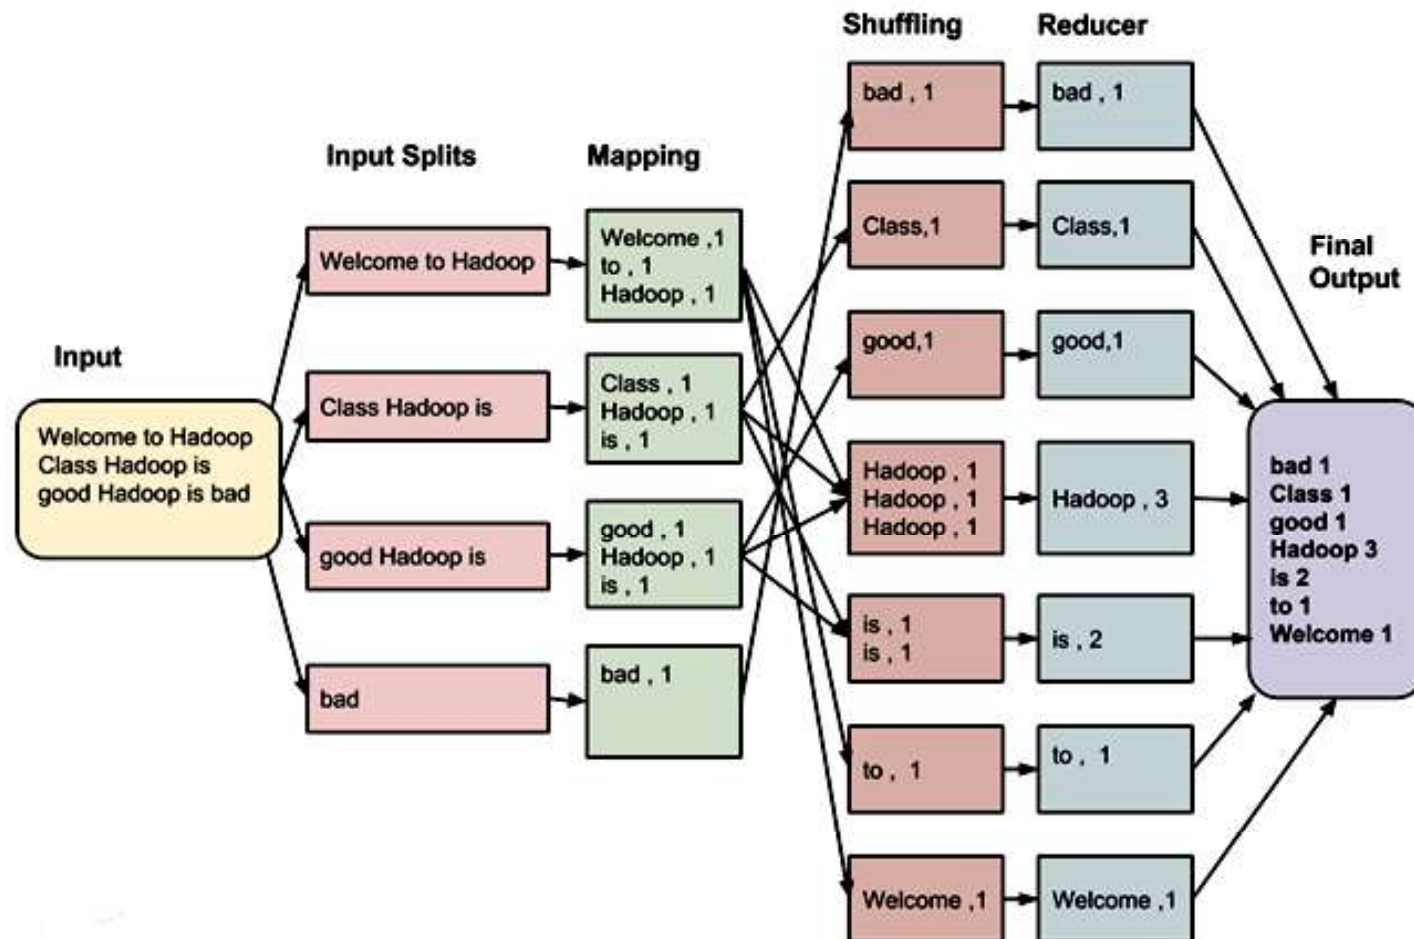 Input
Welcome to Hadoop
Class Hadoop is
good Hadoop is bad
Input Splits
Welcome to Hadoop
Class Hadoop is
good Hadoop is
bad
Mapping
Welcome ,1
to , 1
Hadoop , 1
Class , 1
Hadoop , 1
is , 1
good , 1
Hadoop , 1
is , 1
bad , 1
Shuffling
bad , 1
Class,1
good,1
Hadoop , 1
Hadoop , 1
Hadoop , 1
is , 1
is , 1
to , 1
Welcome ,1
Reducer
bad , 1
Class,1
good,1
Hadoop , 3
is , 2
to , 1
Welcome ,1
Final
Output
bad 1
Class 1
good 1
Hadoop 3
is 2
to 1
Welcome 1